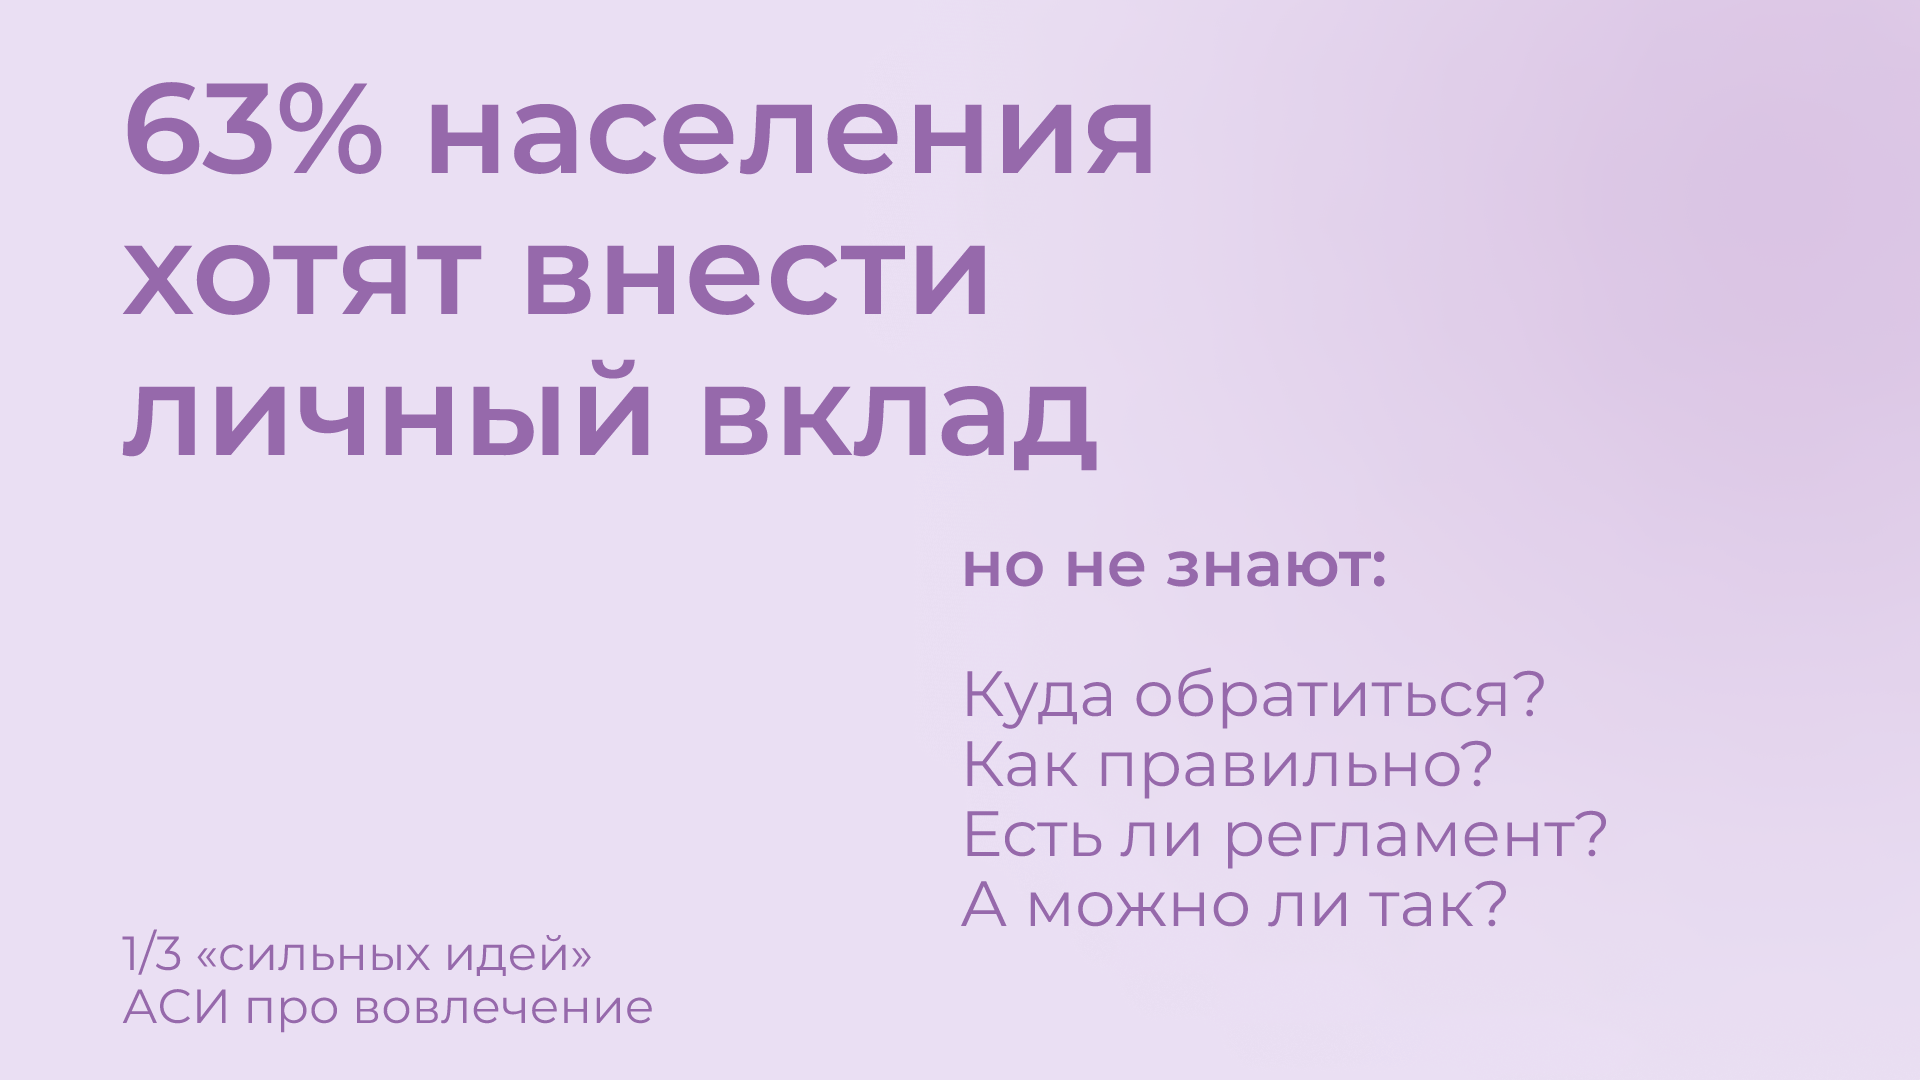 63% населения
хотят внести
личный вклад
но не знают:
Куда обратиться?
Как правильно?
Есть ли регламент?
А можно ли так?
1/3 «сильных идей»
АСИ про вовлечение